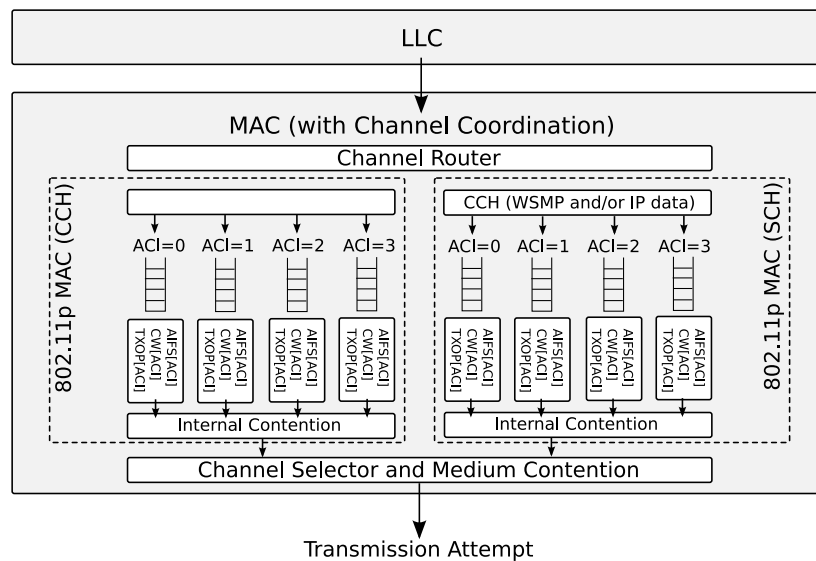 LLC
MAC (with Channel Coordination)
Channel Router
802.11p MAC (CCH)
ACI=0 ACI=1 ACI=2 ACI=3
AIFS[ACI]
CW[ACI]
TXOP[ACI]
AIFS[ACI]
CW[ACI]
TXOP[ACI]
AIFS[ACI]
CW[ACI]
TXOP[ACI]
AIFS[ACI]
CW[ACI]
TXOP[ACI]
Internal Contention
CCH (WSMP and/or IP data)
ACI=0 ACI=1 ACI=2 ACI=3
AIFS[ACI]
CW[ACI]
TXOP[ACI]
AIFS[ACI]
CW[ACI]
TXOP[ACI]
AIFS[ACI]
CW[ACI]
TXOP[ACI]
AIFS[ACI]
CW[ACI]
TXOP[ACI]
Internal Contention
802.11p MAC (SCH)
Channel Selector and Medium Contention
Transmission Attempt